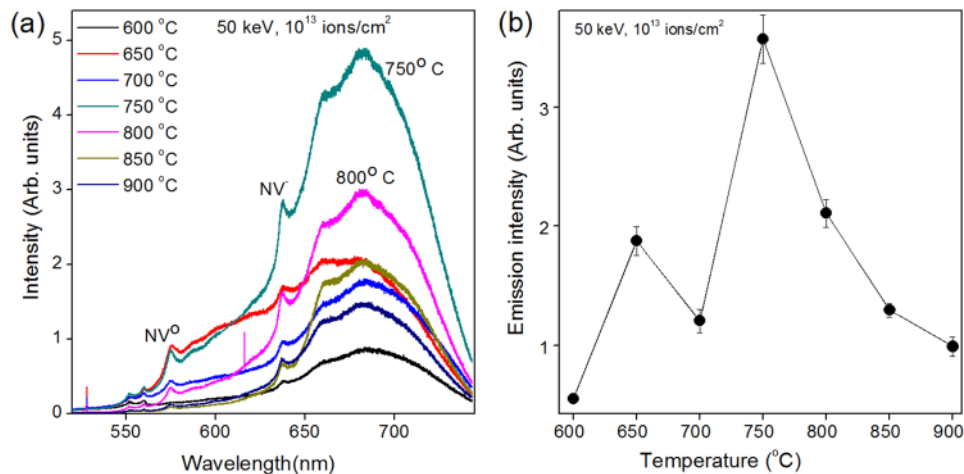 (a)
50 keV, 10¹³ ions/cm²
600 °C
650 °C
700 °C
750 °C
800 °C
850 °C
900 °C
750° C
800° C
NV⁻
NV⁰
5
4
3
2
1
0
550 600 650 700
Intensity (Arb. units)
Wavelength(nm)
(b)
50 keV, 10¹³ ions/cm²
3
2
1
600 650 700 750 800 850 900
Emission intensity (Arb. units)
Temperature (°C)